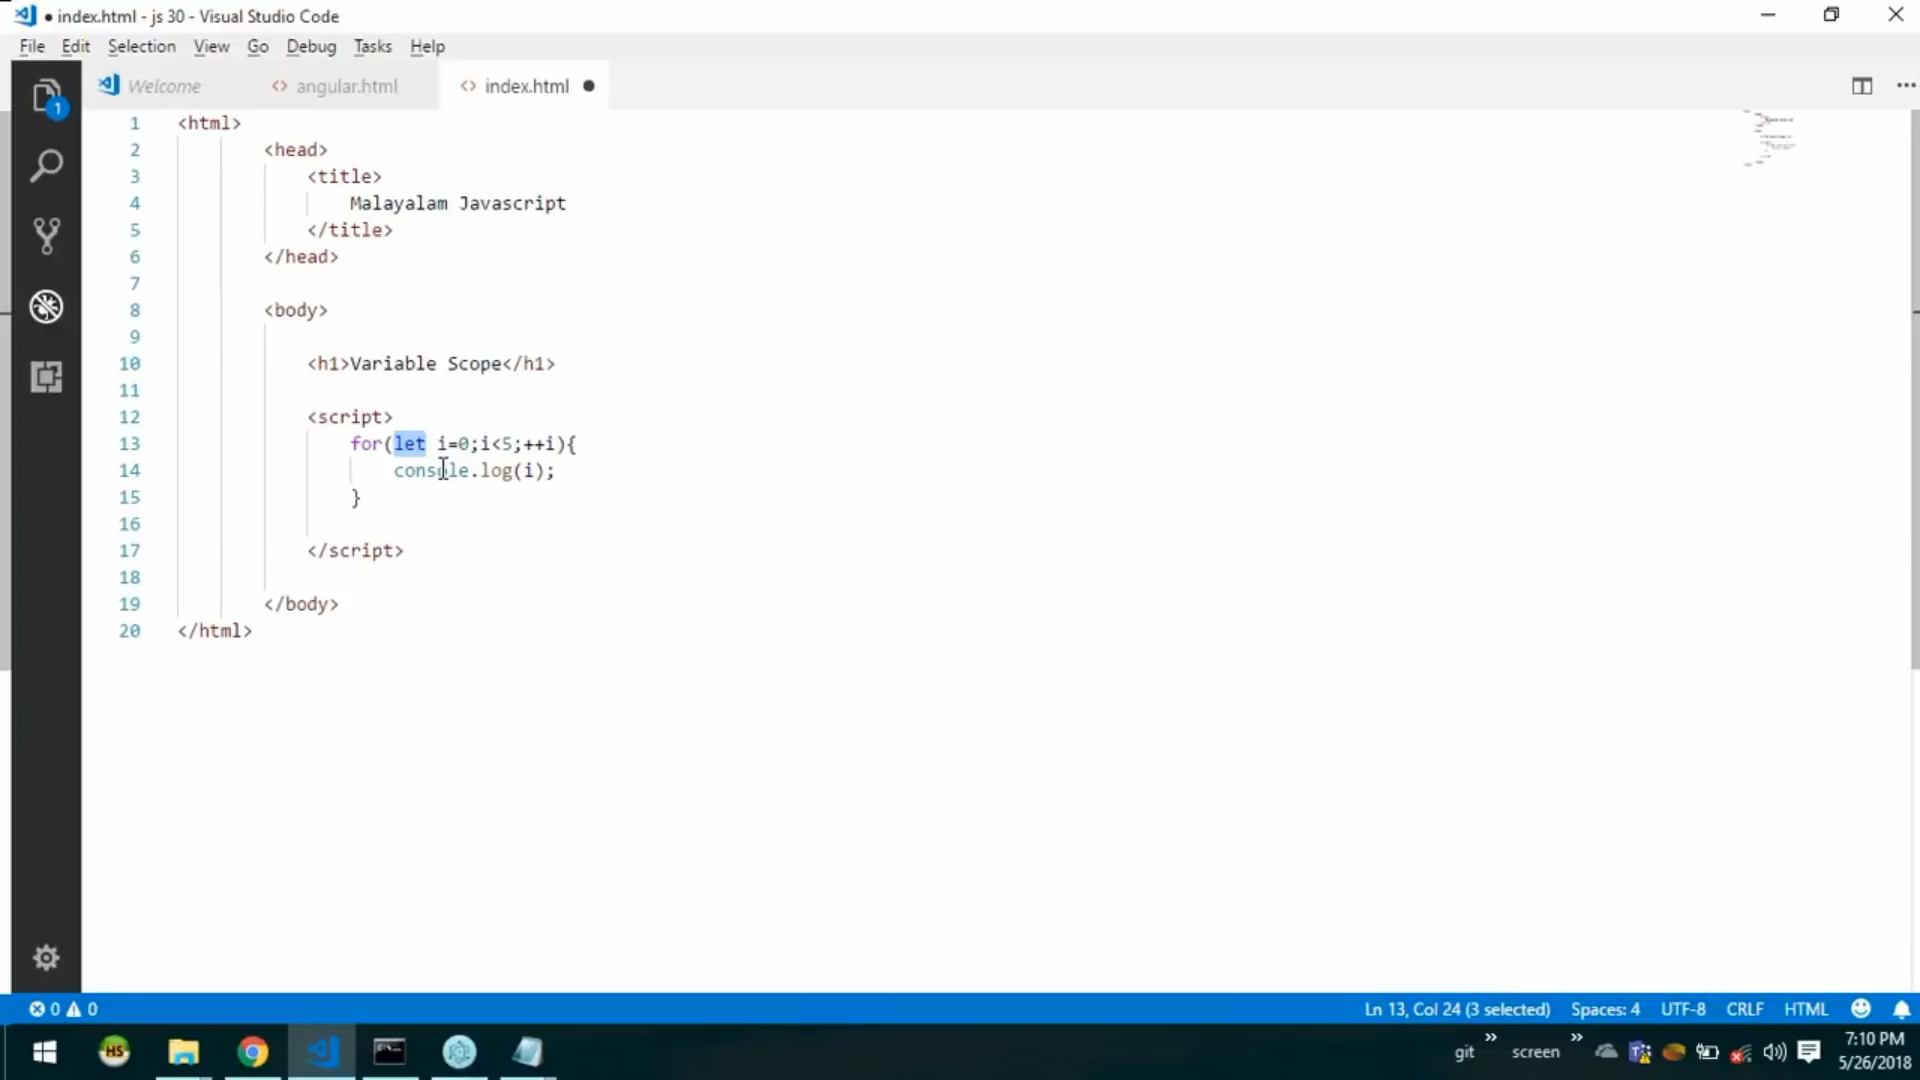 ● index.html - js 30 - Visual Studio Code
File Edit Selection View Go Debug Tasks Help
Welcome angular.html index.html ●
1
1 <html>
2 <head>
3 <title>
4 Malayalam Javascript
5 </title>
6 </head>
7
8 <body>
9
10 <h1>Variable Scope</h1>
11
12 <script>
13 for(let i=0;i<5;++i){
14 console.log(i);
15 }
16
17 </script>
18
19 </body>
20 </html>
0 0 Ln 13, Col 24 (3 selected) Spaces: 4 UTF-8 CRLF HTML
HS git » screen » 7:10 PM
5/26/2018